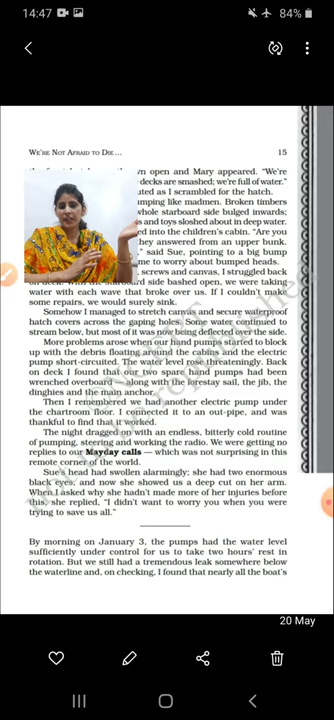 14:47
84%
WE'RE NOT AFRAID TO DIE ...
15
wn open and Mary appeared. "We're
decks are smashed; we're full of water."
uted as I scrambled for the hatch.
mping like madmen. Broken timbers
whole starboard side bulged inwards;
s and toys sloshed about in deep water.
ed into the children's cabin. "Are you
hey answered from an upper bunk.
" said Sue, pointing to a big bump
me to worry about bumped heads.
screws and canvas, I struggled back
on deck. With the starboard side bashed open, we were taking
water with each wave that broke over us. If I couldn't make
some repairs, we would surely sink.
Somehow I managed to stretch canvas and secure waterproof
hatch covers across the gaping holes. Some water continued to
stream below, but most of it was now being deflected over the side.
More problems arose when our hand pumps started to block
up with the debris floating around the cabins and the electric
pump short-circuited. The water level rose threateningly. Back
on deck I found that our two spare hand pumps had been
wrenched overboard — along with the forestay sail, the jib, the
dinghies and the main anchor.
Then I remembered we had another electric pump under
the chartroom floor. I connected it to an out-pipe, and was
thankful to find that it worked.
The night dragged on with an endless, bitterly cold routine
of pumping, steering and working the radio. We were getting no
replies to our Mayday calls — which was not surprising in this
remote corner of the world.
Sue's head had swollen alarmingly; she had two enormous
black eyes, and now she showed us a deep cut on her arm.
When I asked why she hadn't made more of her injuries before
this, she replied, "I didn't want to worry you when you were
trying to save us all."
By morning on January 3, the pumps had the water level
sufficiently under control for us to take two hours' rest in
rotation. But we still had a tremendous leak somewhere below
the waterline and, on checking, I found that nearly all the boat's
20 May